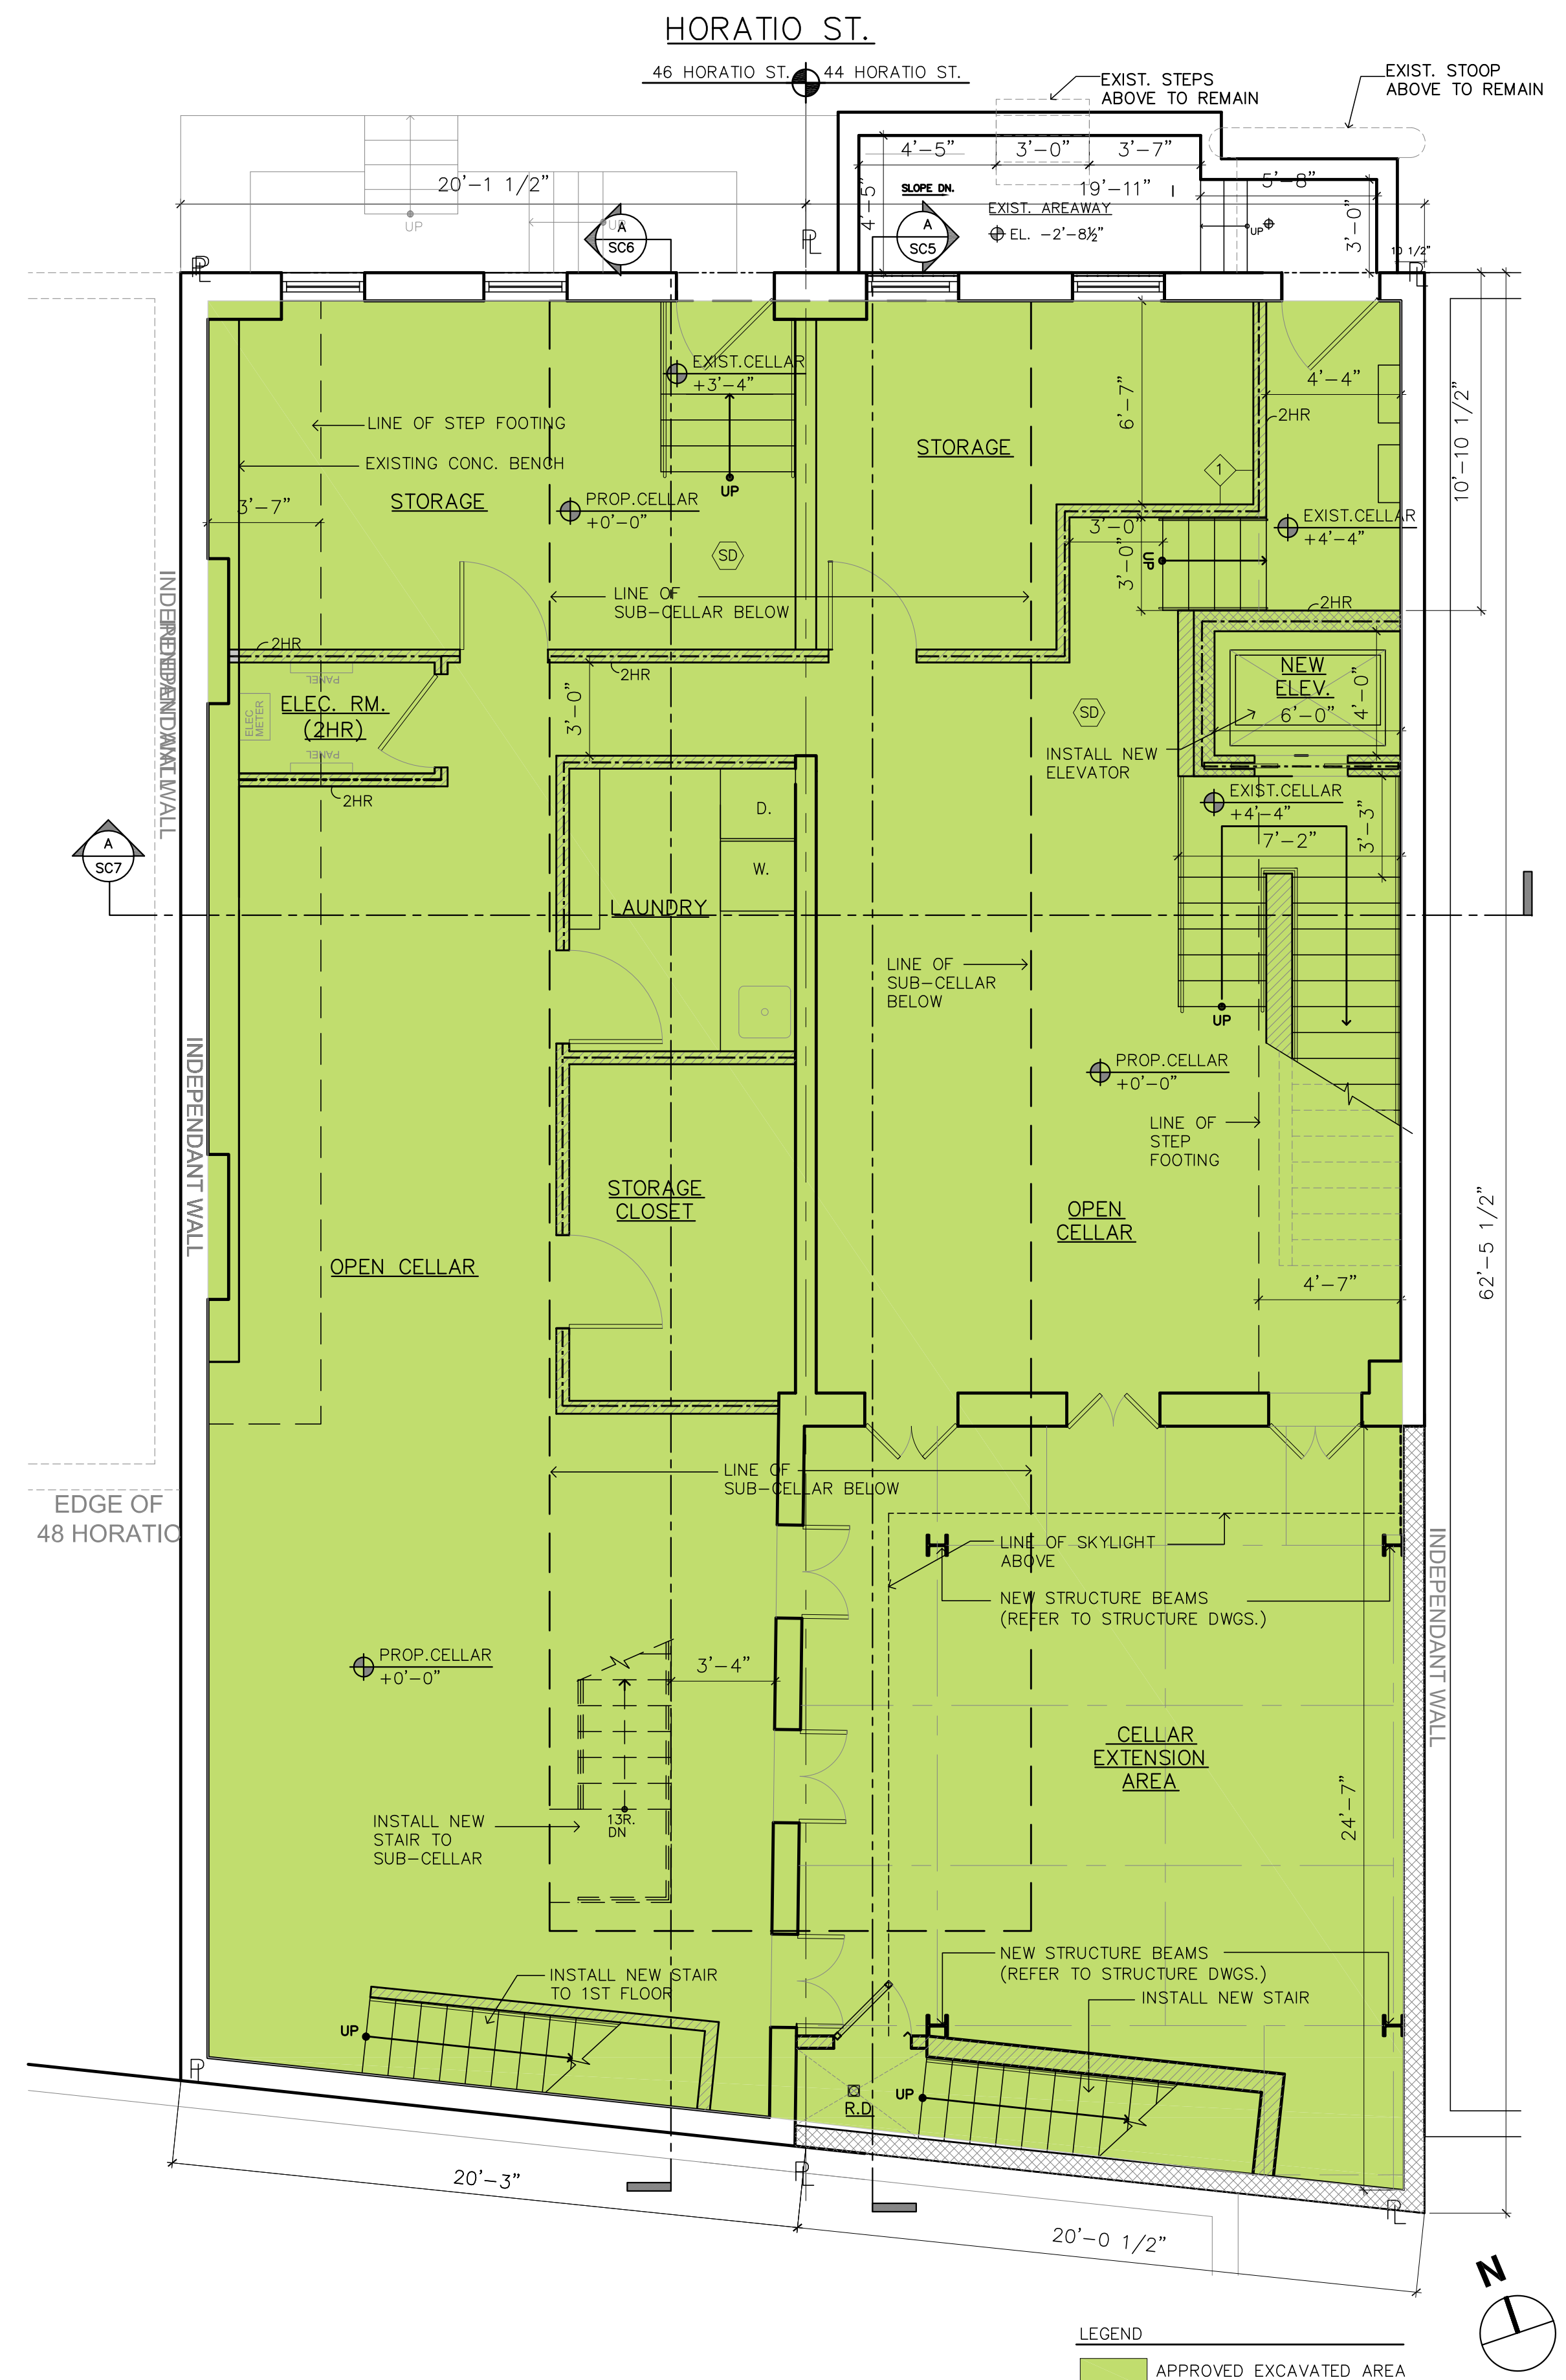 HORATIO ST.
46 HORATIO ST.
44 HORATIO ST.
EXIST. STEPS
ABOVE TO REMAIN
EXIST. STOOP
ABOVE TO REMAIN
4'-5"
3'-0"
3'-7"
20'-1 1/2"
4'-5"
SLOPE DN.
19'-11"
5'-8"
EXIST. AREAWAY
EL. -2'-8½"
UP
UP
UP
3'-0"
10 1/2"
A
SC6
A
SC5
PL
PL
PL
EXIST.CELLAR
+3'-4"
LINE OF STEP FOOTING
EXISTING CONC. BENCH
STORAGE
3'-7"
UP
PROP.CELLAR
+0'-0"
SD
STORAGE
6'-7"
4'-4"
2HR
1
10'-10 1/2"
EXIST.CELLAR
+4'-4"
3'-0"
3'-0"
UP
LINE OF
SUB-CELLAR BELOW
INDEPENDANT WALL
INDEPENDANT WALL
2HR
2HR
2HR
PANEL
ELEC. RM.
(2HR)
ELEC
METER
PANEL
2HR
3'-0"
NEW
ELEV.
6'-0"
4'-0"
SD
INSTALL NEW
ELEVATOR
D.
W.
LAUNDRY
EXIST.CELLAR
+4'-4"
7'-2"
3'-3"
A
SC7
LINE OF
SUB-CELLAR
BELOW
UP
INDEPENDANT WALL
PROP.CELLAR
+0'-0"
LINE OF
STEP
FOOTING
STORAGE
CLOSET
OPEN
CELLAR
62'-5 1/2"
OPEN CELLAR
4'-7"
LINE OF
SUB-CELLAR BELOW
EDGE OF
48 HORATIO
LINE OF SKYLIGHT
ABOVE
NEW STRUCTURE BEAMS
(REFER TO STRUCTURE DWGS.)
INDEPENDANT WALL
PROP.CELLAR
+0'-0"
3'-4"
CELLAR
EXTENSION
AREA
24'-7"
INSTALL NEW
STAIR TO
SUB-CELLAR
13R.
DN
NEW STRUCTURE BEAMS
(REFER TO STRUCTURE DWGS.)
INSTALL NEW STAIR
TO 1ST FLOOR
INSTALL NEW STAIR
UP
UP
R.D.
PL
PL
PL
20'-3"
20'-0 1/2"
N
LEGEND
APPROVED EXCAVATED AREA